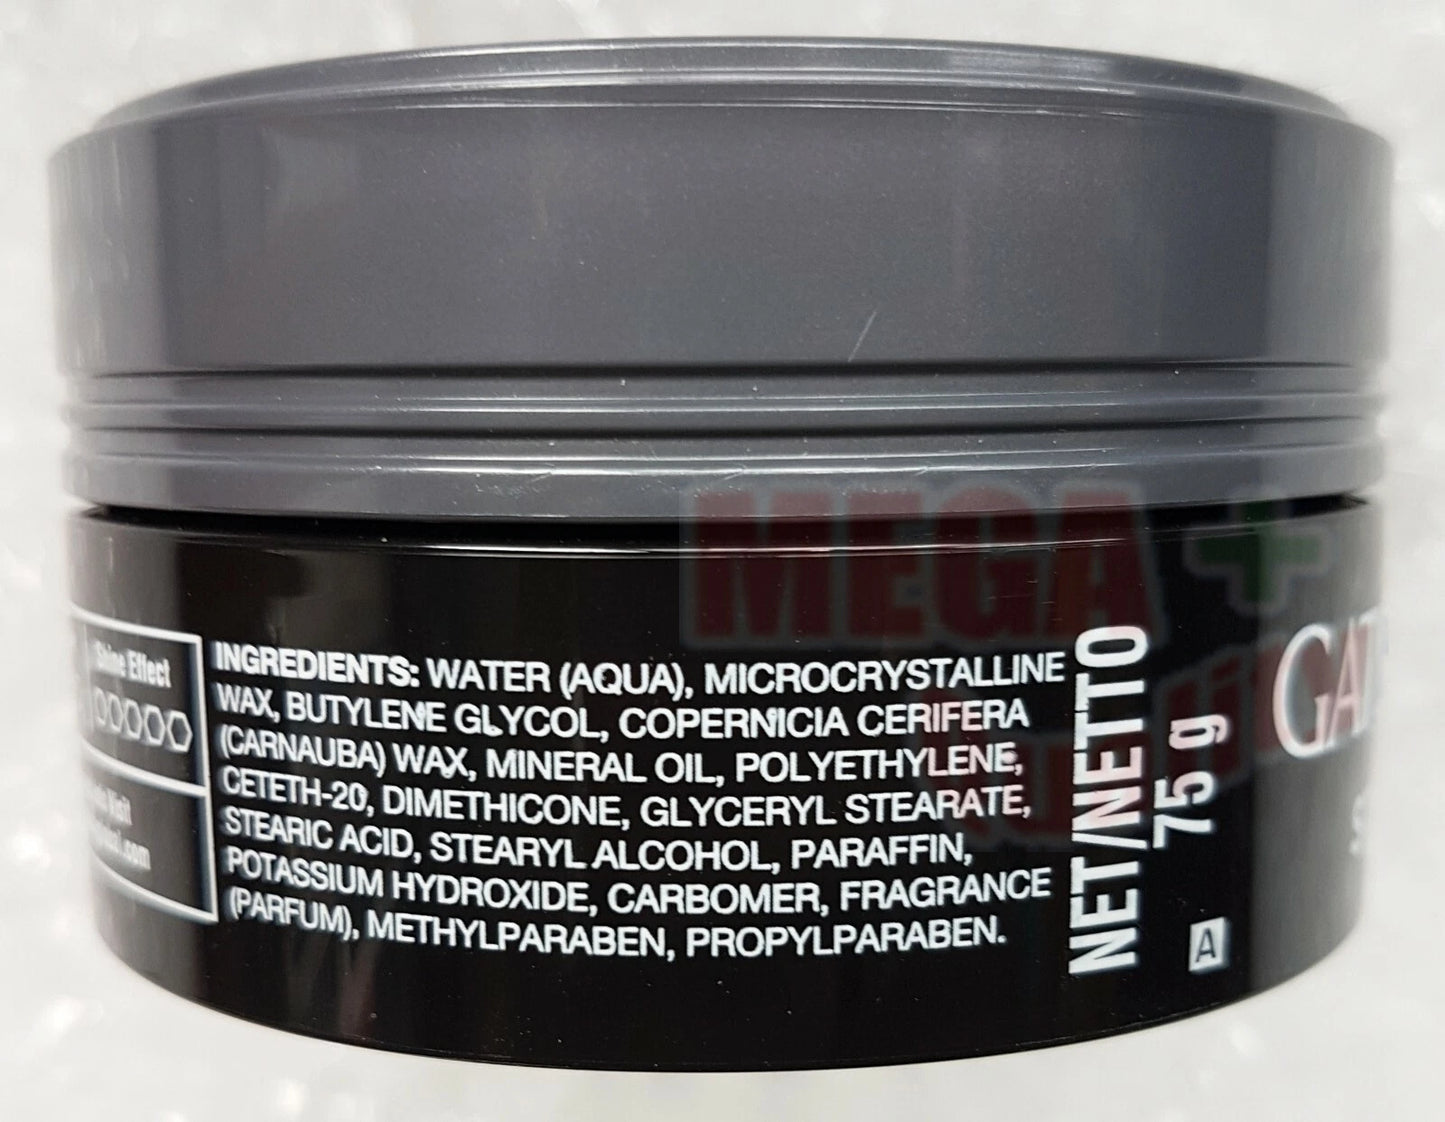 Shine Effect
INGREDIENTS: WATER (AQUA), MICROCRYSTALLINE
WAX, BUTYLENE GLYCOL, COPERNICIA CERIFERA
(CARNAUBA) WAX, MINERAL OIL, POLYETHYLENE,
CETETH-20, DIMETHICONE, GLYCERYL STEARATE,
STEARIC ACID, STEARYL ALCOHOL, PARAFFIN,
POTASSIUM HYDROXIDE, CARBOMER, FRAGRANCE
(PARFUM), METHYLPARABEN, PROPYLPARABEN.
NET/NETTO
75 g
A
MEGA